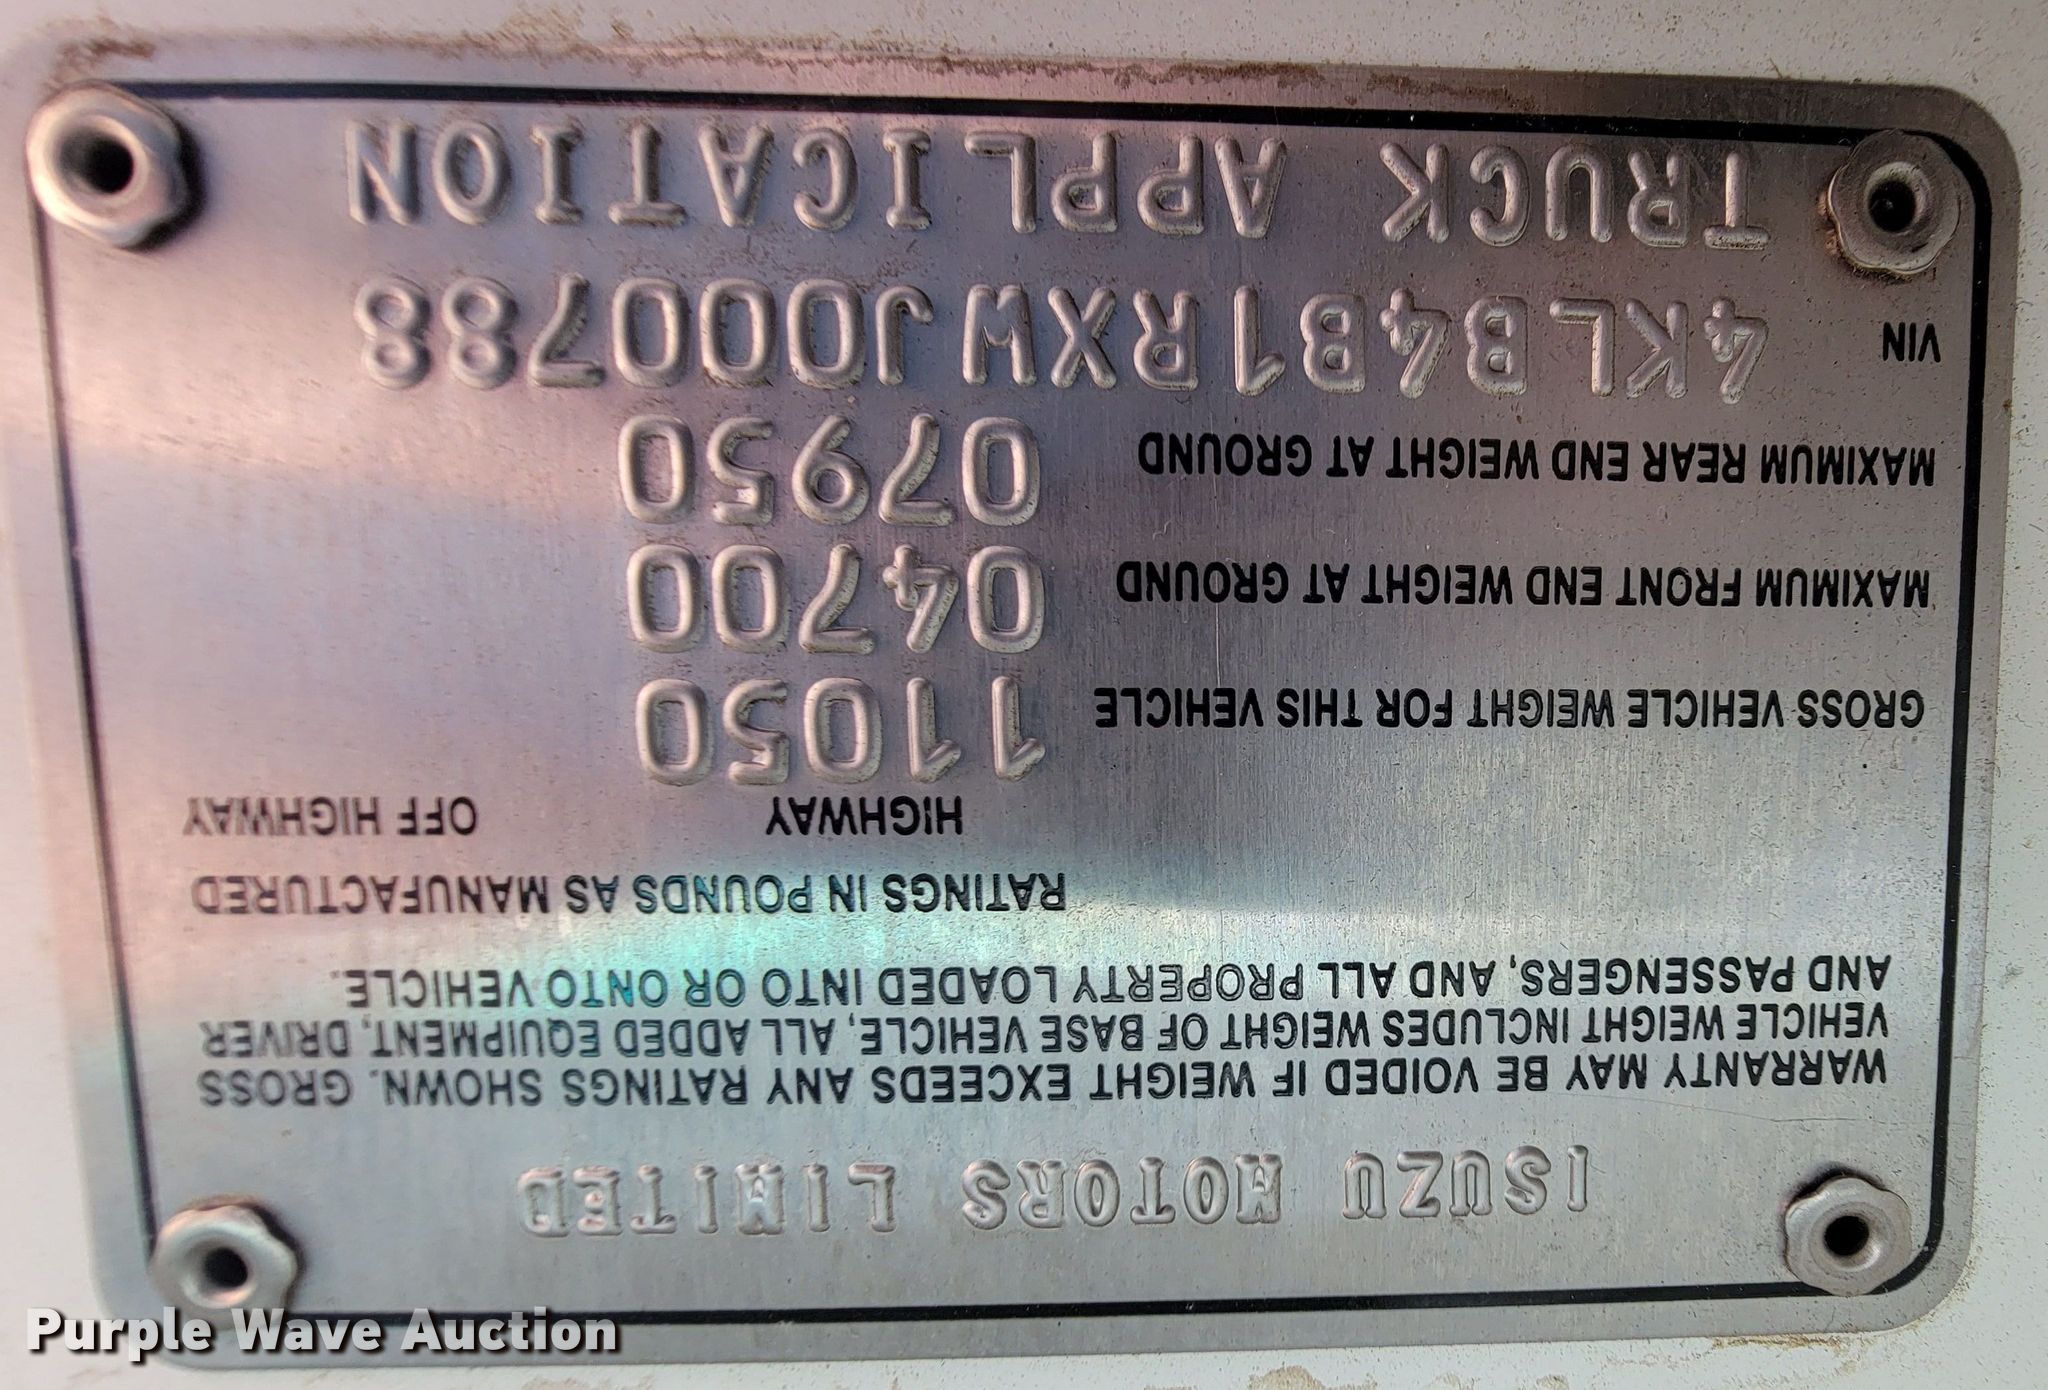 ISUZU MOTORS LIMITED
WARRANTY MAY BE VOIDED IF WEIGHT EXCEEDS ANY RATINGS SHOWN. GROSS
VEHICLE WEIGHT INCLUDES WEIGHT OF BASE VEHICLE, ALL ADDED EQUIPMENT, DRIVER
AND PASSENGERS, AND ALL PROPERTY LOADED INTO OR ONTO VEHICLE.
RATINGS IN POUNDS AS MANUFACTURED
HIGHWAY OFF HIGHWAY
GROSS VEHICLE WEIGHT FOR THIS VEHICLE 11050
MAXIMUM FRONT END WEIGHT AT GROUND 04700
MAXIMUM REAR END WEIGHT AT GROUND 07950
VIN 4KLB4B1RXWJ000788
TRUCK APPLICATION
Purple Wave Auction